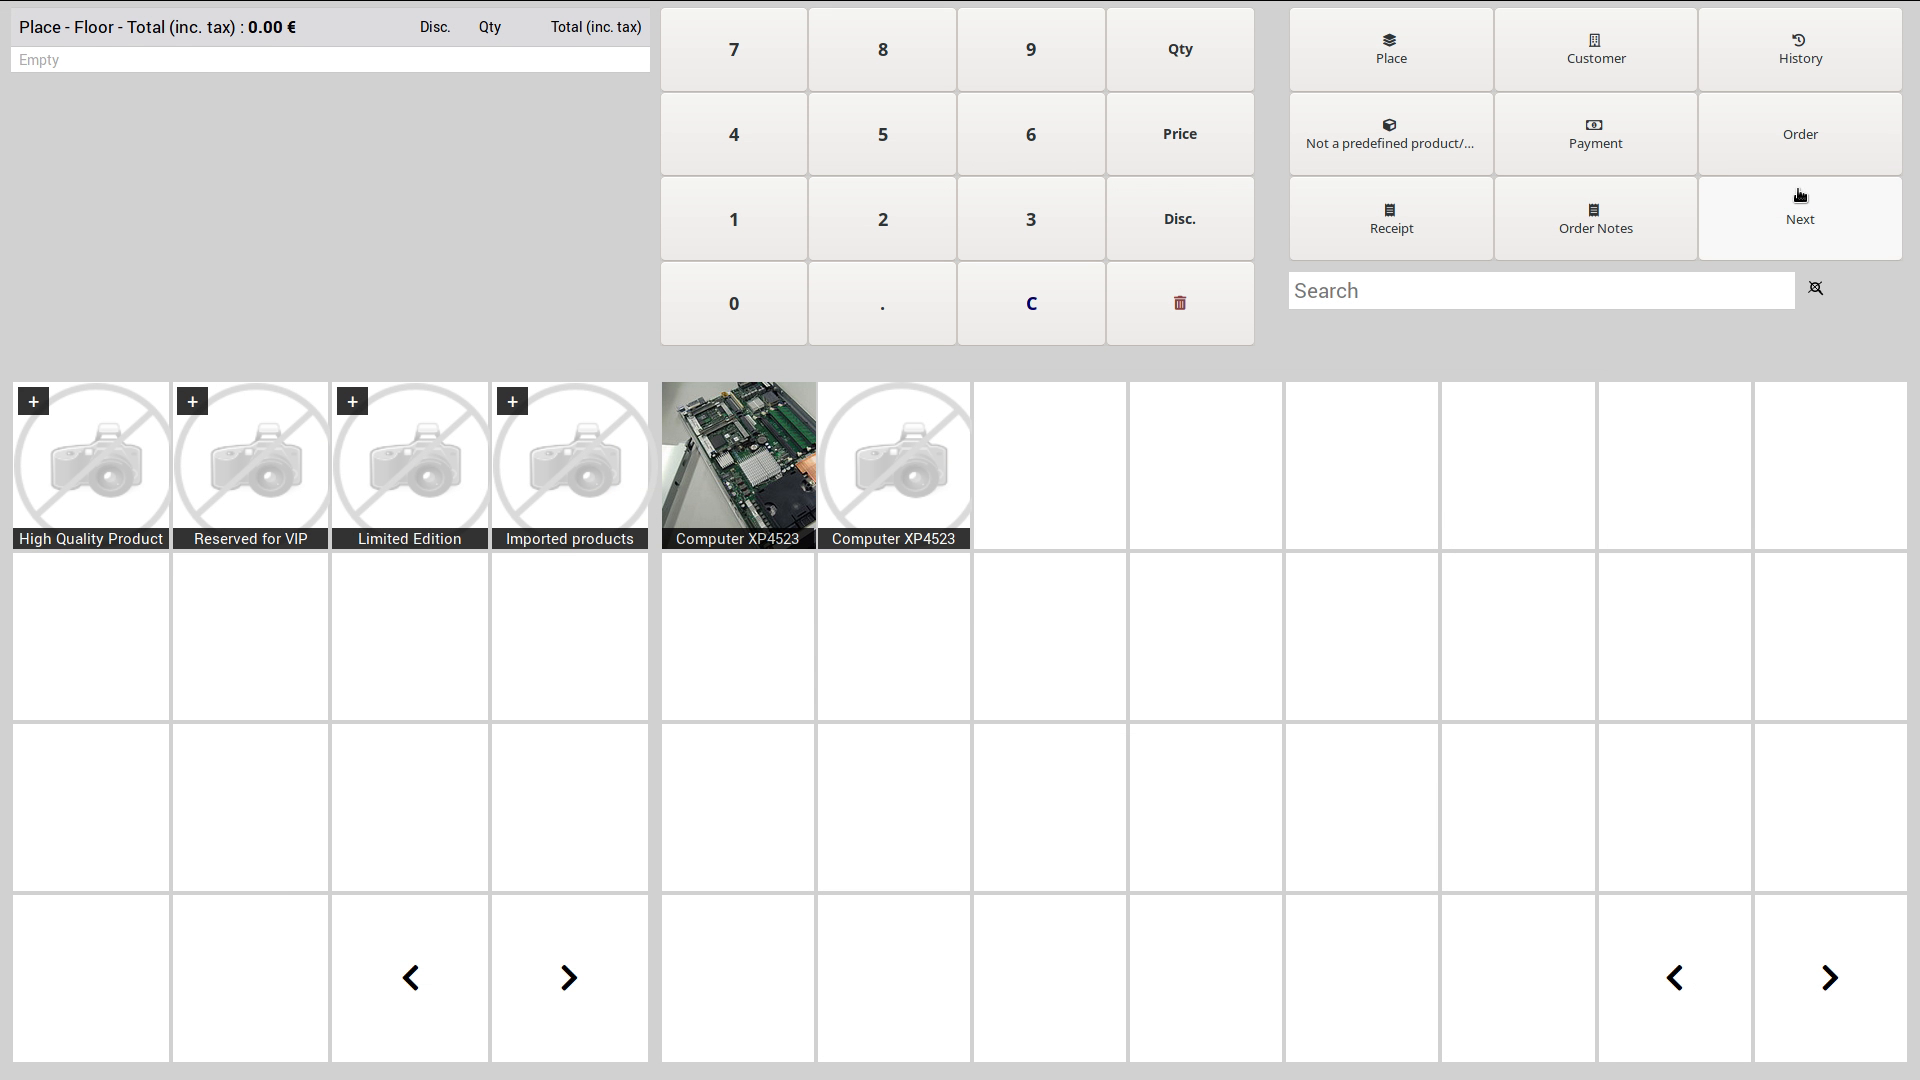 Place - Floor - Total (inc. tax) : 0.00 € Disc. Qty Total (inc. tax)
Empty
7 8 9 Qty
4 5 6 Price
1 2 3 Disc.
0 . C
Place Customer History
Not a predefined product/... Payment Order
Receipt Order Notes Next
Search
+ + + +
High Quality Product Reserved for VIP Limited Edition Imported products Computer XP4523 Computer XP4523